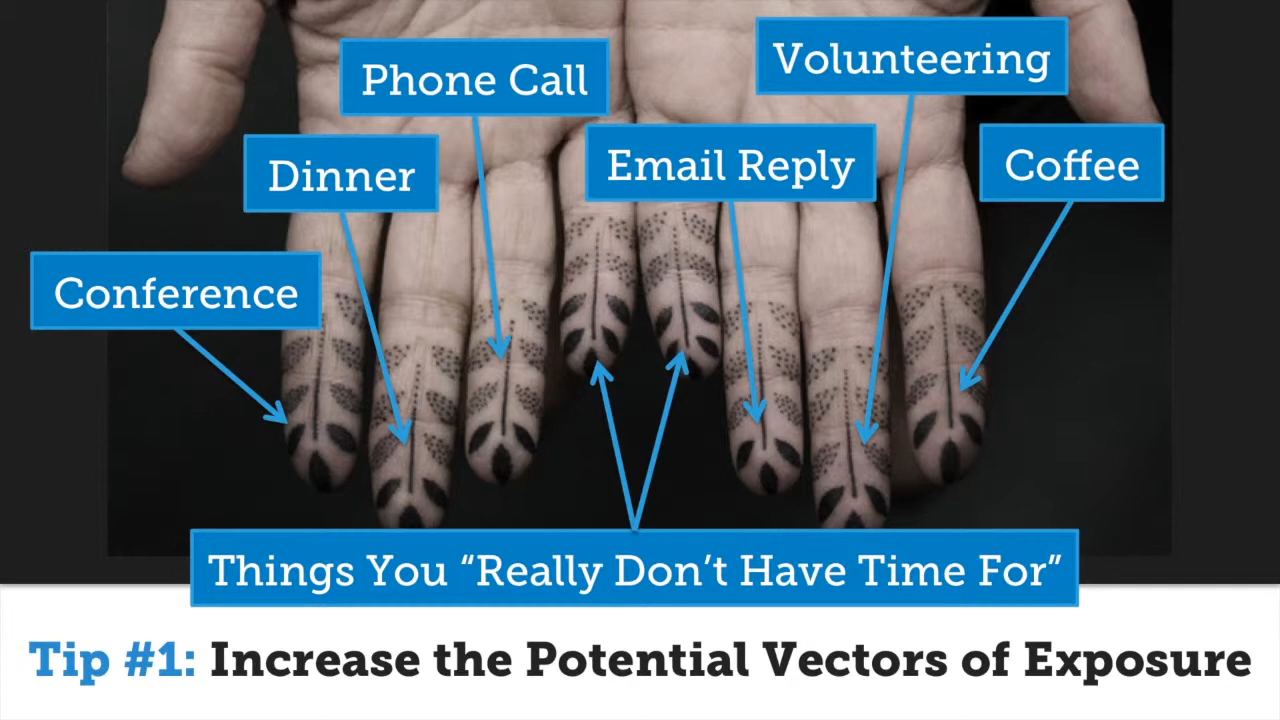 Volunteering
Phone Call
Email Reply
Coffee
Dinner
Conference
Things You “Really Don’t Have Time For”
Tip #1: Increase the Potential Vectors of Exposure